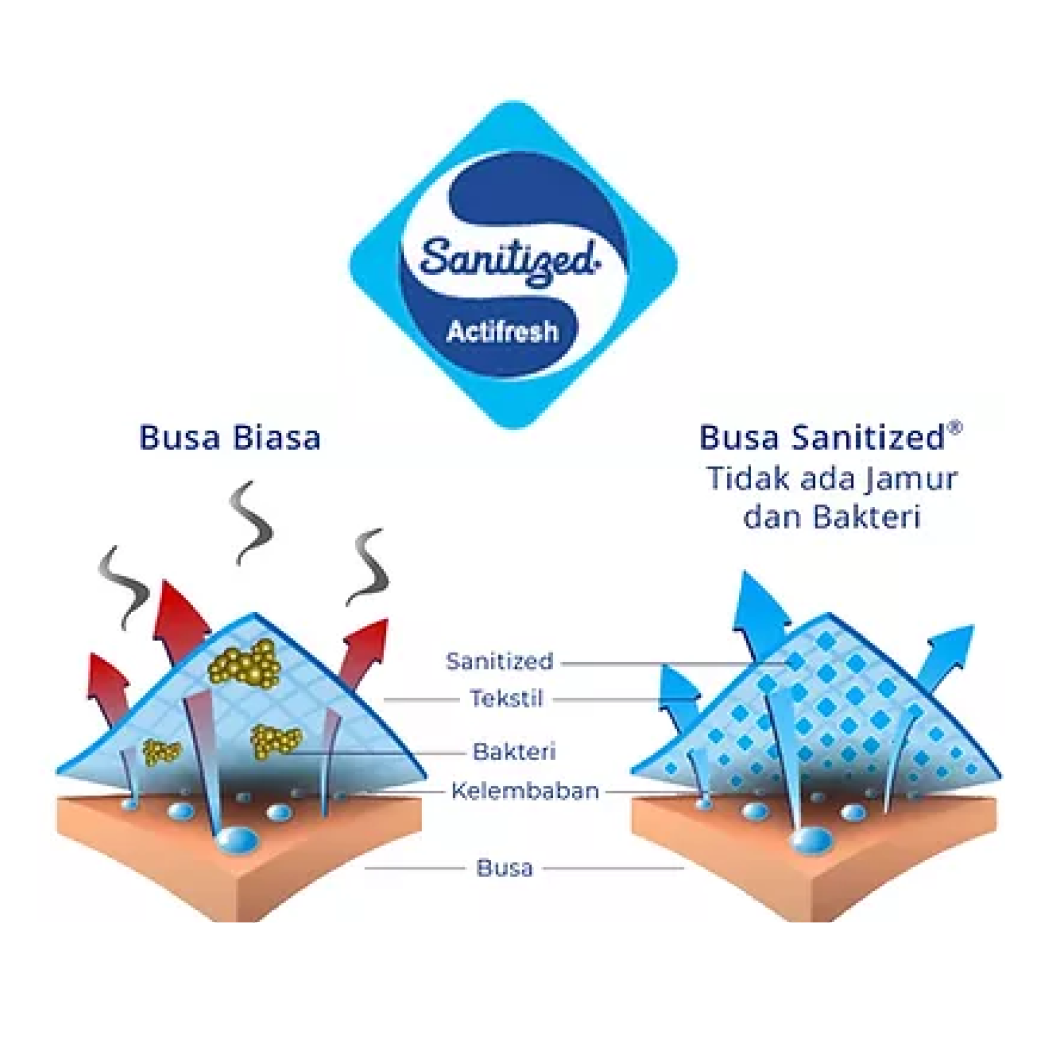 Sanitized
Actifresh
Busa Biasa
Busa Sanitized®
Tidak ada Jamur
dan Bakteri
Sanitized
Tekstil
Bakteri
Kelembaban
Busa